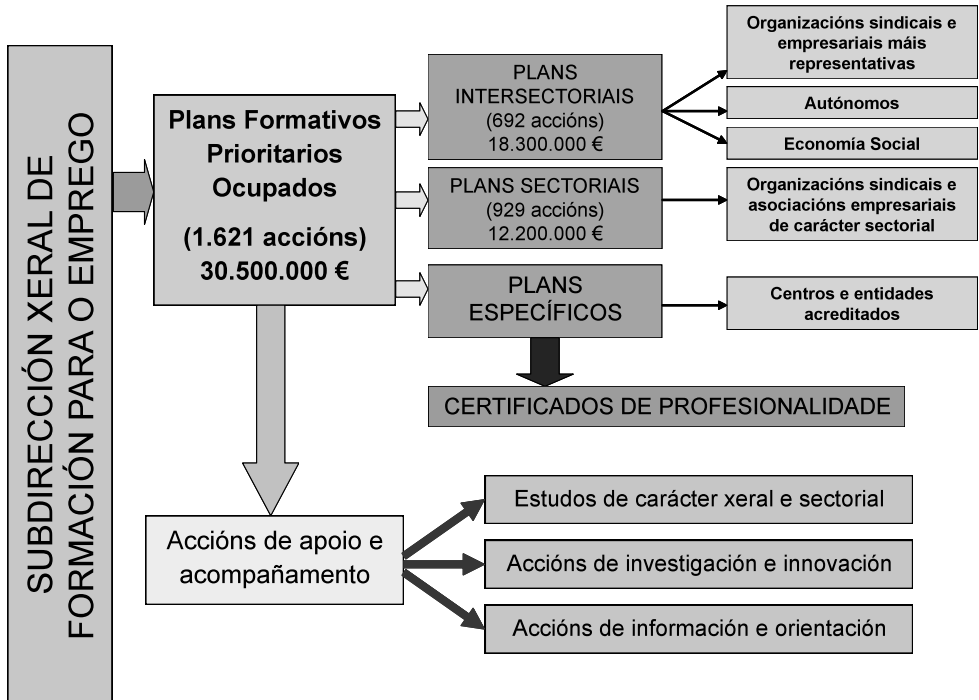 SUBDIRECCIÓN XERAL DE
FORMACIÓN PARA O EMPREGO
Plans Formativos
Prioritarios
Ocupados
(1.621 accións)
30.500.000 €
PLANS
INTERSECTORIAIS
(692 accións)
18.300.000 €
Organizacións sindicais e
empresariais máis
representativas
Autónomos
Economía Social
PLANS SECTORIAIS
(929 accións)
12.200.000 €
Organizacións sindicais e
asociacións empresariais
de carácter sectorial
PLANS
ESPECÍFICOS
Centros e entidades
acreditados
CERTIFICADOS DE PROFESIONALIDADE
Accións de apoio e
acompañamento
Estudos de carácter xeral e sectorial
Accións de investigación e innovación
Accións de información e orientación